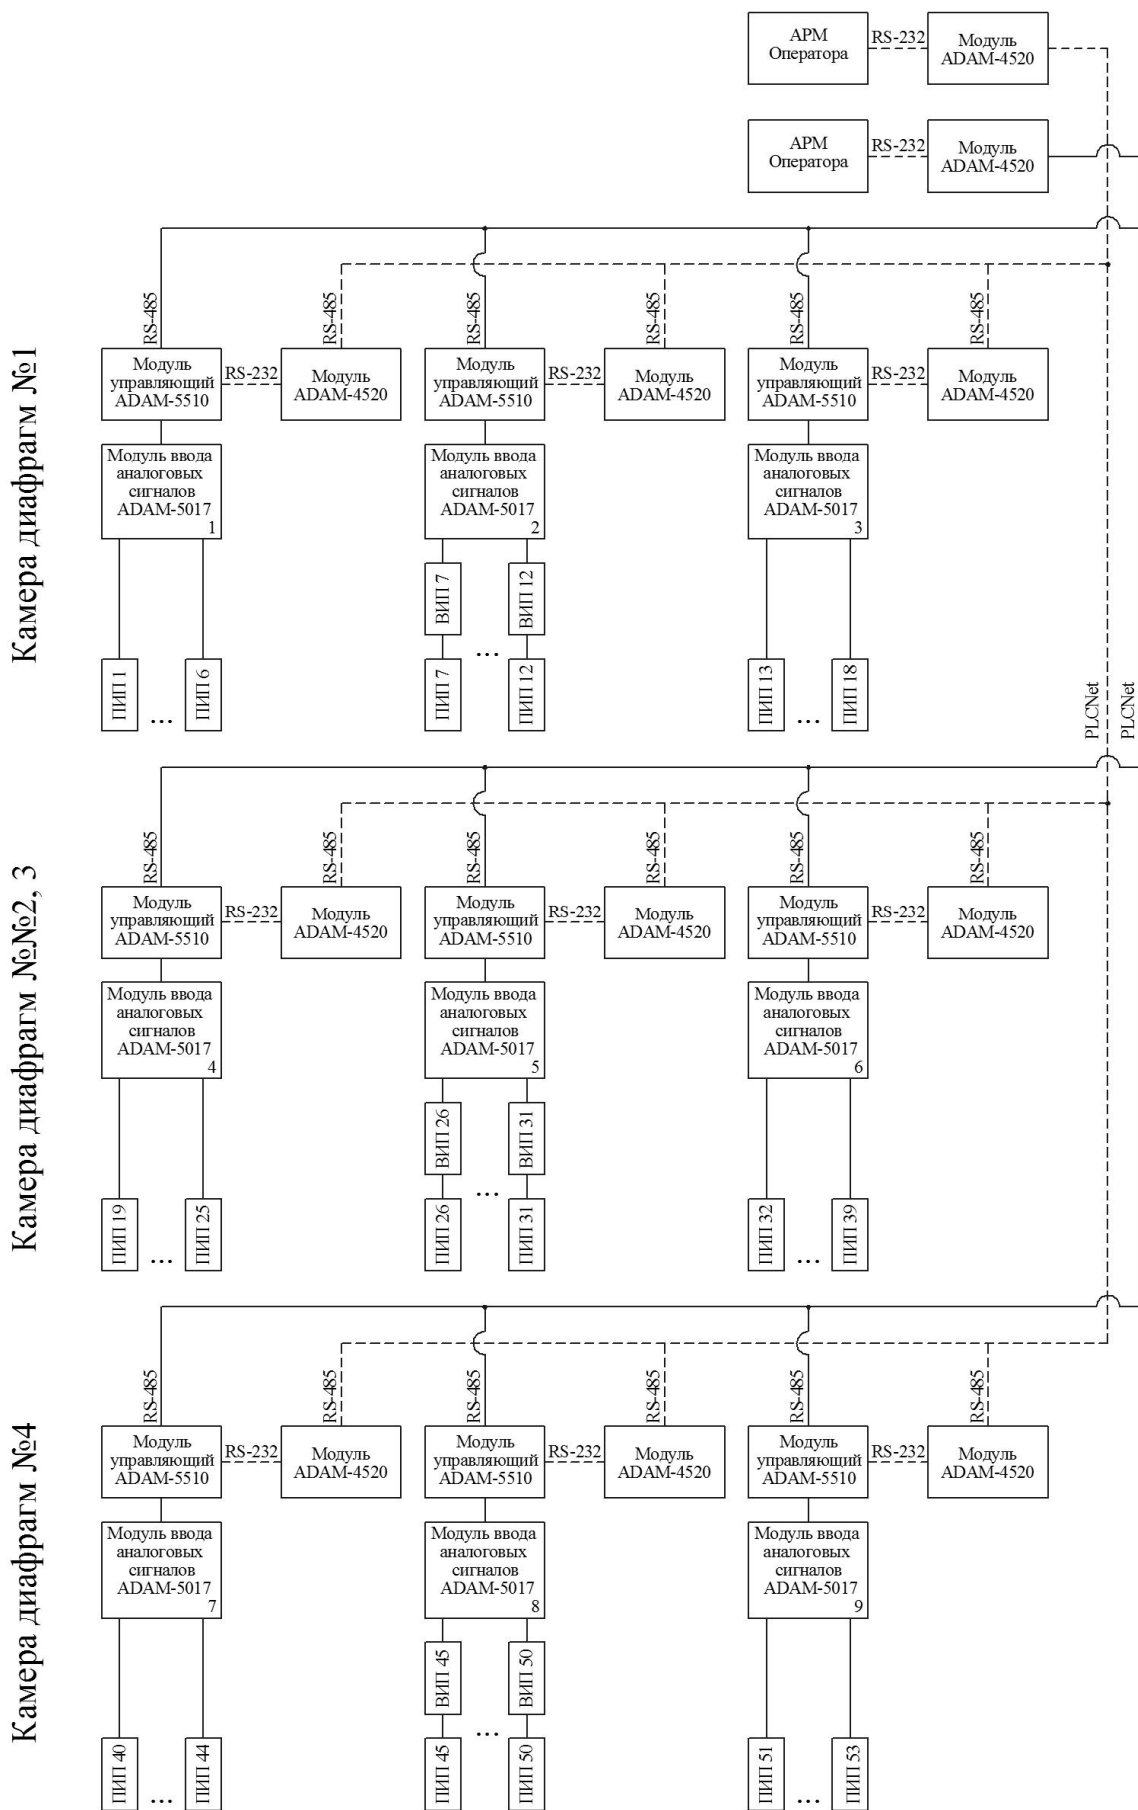 АРМ
Оператора
RS-232
Модуль
ADAM-4520
АРМ
Оператора
RS-232
Модуль
ADAM-4520
Камера диафрагм №1
RS-485
RS-485
RS-485
RS-485
RS-485
RS-485
Модуль
управляющий
ADAM-5510
RS-232
Модуль
ADAM-4520
Модуль
управляющий
ADAM-5510
RS-232
Модуль
ADAM-4520
Модуль
управляющий
ADAM-5510
RS-232
Модуль
ADAM-4520
Модуль ввода
аналоговых
сигналов
ADAM-5017
1
Модуль ввода
аналоговых
сигналов
ADAM-5017
2
Модуль ввода
аналоговых
сигналов
ADAM-5017
3
ВИП 7
ВИП 12
ПИП 1
...
ПИП 6
ПИП 7
...
ПИП 12
ПИП 13
...
ПИП 18
PLCNet
PLCNet
Камера диафрагм №№2, 3
RS-485
RS-485
RS-485
RS-485
RS-485
RS-485
Модуль
управляющий
ADAM-5510
RS-232
Модуль
ADAM-4520
Модуль
управляющий
ADAM-5510
RS-232
Модуль
ADAM-4520
Модуль
управляющий
ADAM-5510
RS-232
Модуль
ADAM-4520
Модуль ввода
аналоговых
сигналов
ADAM-5017
4
Модуль ввода
аналоговых
сигналов
ADAM-5017
5
Модуль ввода
аналоговых
сигналов
ADAM-5017
6
ВИП 26
ВИП 31
ПИП 19
...
ПИП 25
ПИП 26
...
ПИП 31
ПИП 32
...
ПИП 39
Камера диафрагм №4
RS-485
RS-485
RS-485
RS-485
RS-485
RS-485
Модуль
управляющий
ADAM-5510
RS-232
Модуль
ADAM-4520
Модуль
управляющий
ADAM-5510
RS-232
Модуль
ADAM-4520
Модуль
управляющий
ADAM-5510
RS-232
Модуль
ADAM-4520
Модуль ввода
аналоговых
сигналов
ADAM-5017
7
Модуль ввода
аналоговых
сигналов
ADAM-5017
8
Модуль ввода
аналоговых
сигналов
ADAM-5017
9
ВИП 45
ВИП 50
ПИП 40
...
ПИП 44
ПИП 45
...
ПИП 50
ПИП 51
...
ПИП 53